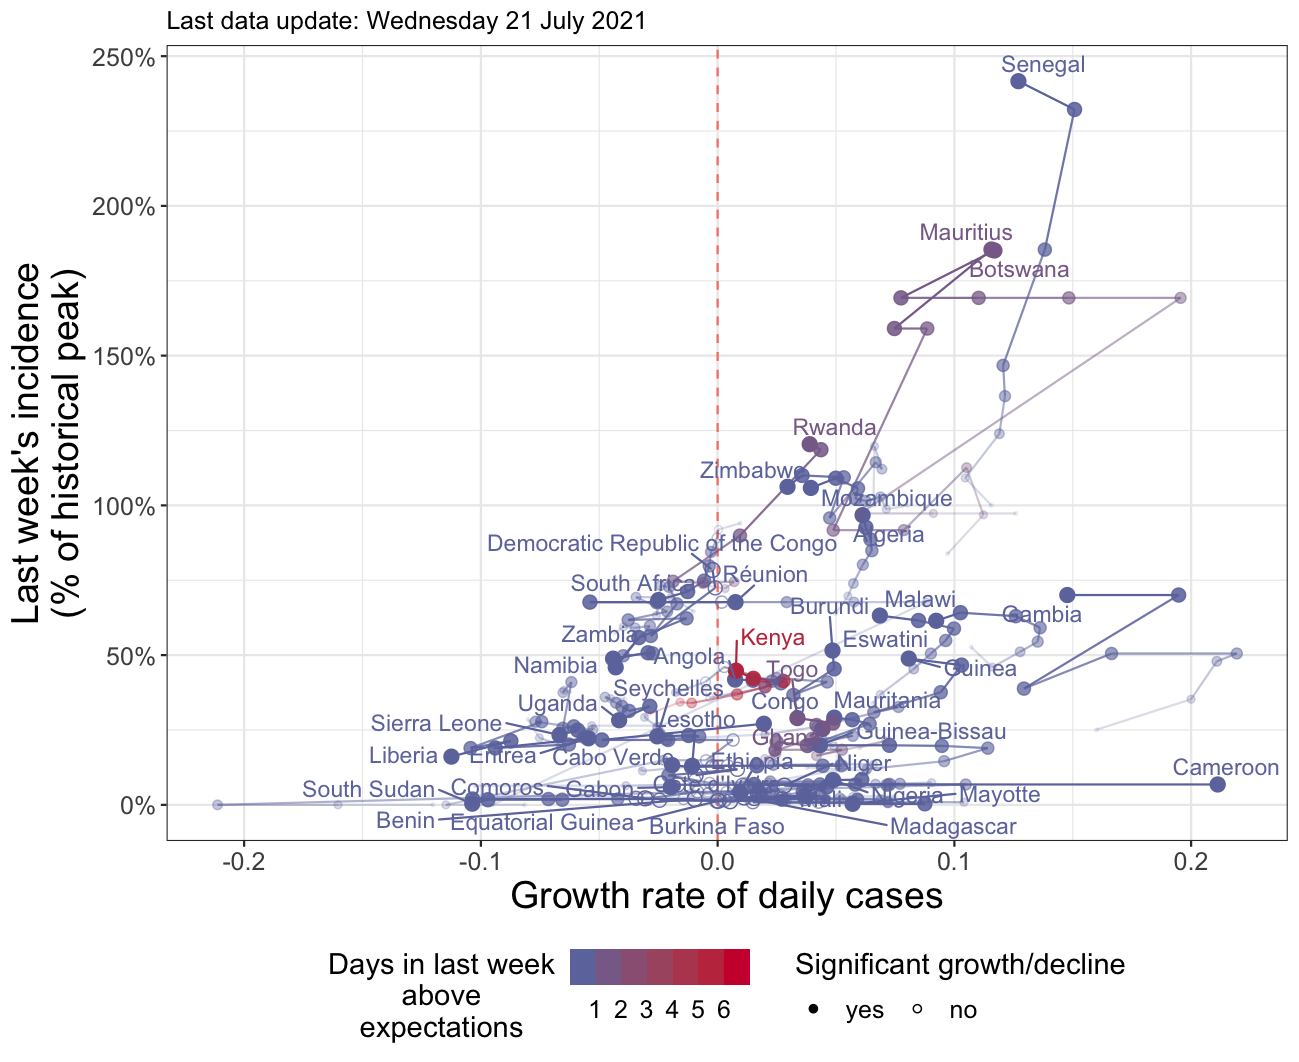 Last data update: Wednesday 21 July 2021
Last week's incidence
(% of historical peak)
250%
200%
150%
100%
50%
0%
Senegal
Mauritius
Botswana
Rwanda
Zimbabwe
Mozambique
Algeria
Democratic Republic of the Congo
South Africa
Réunion
Burundi
Malawi
Gambia
Zambia
Kenya
Eswatini
Namibia
Angola
Togo
Guinea
Uganda
Seychelles
Congo
Mauritania
Sierra Leone
Lesotho
Ghana
Guinea-Bissau
Liberia
Eritrea
Cabo Verde
Ethiopia
Niger
Cameroon
South Sudan
Comoros
Gabon
Mali
Nigeria
Mayotte
Benin
Equatorial Guinea
Burkina Faso
Madagascar
-0.2
-0.1
0.0
0.1
0.2
Growth rate of daily cases
Days in last week
above
expectations
1 2 3 4 5 6
Significant growth/decline
yes
no